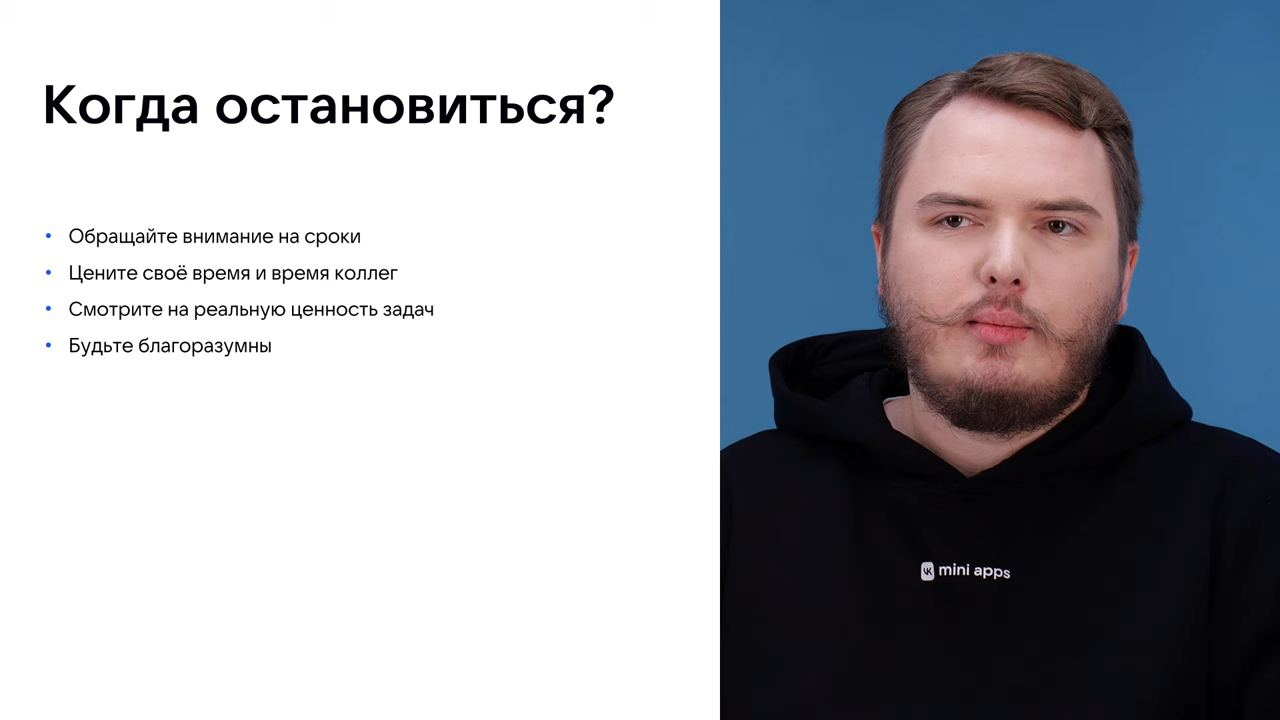 Когда остановиться?
• Обращайте внимание на сроки
• Цените своё время и время коллег
• Смотрите на реальную ценность задач
• Будьте благоразумны
VK mini apps